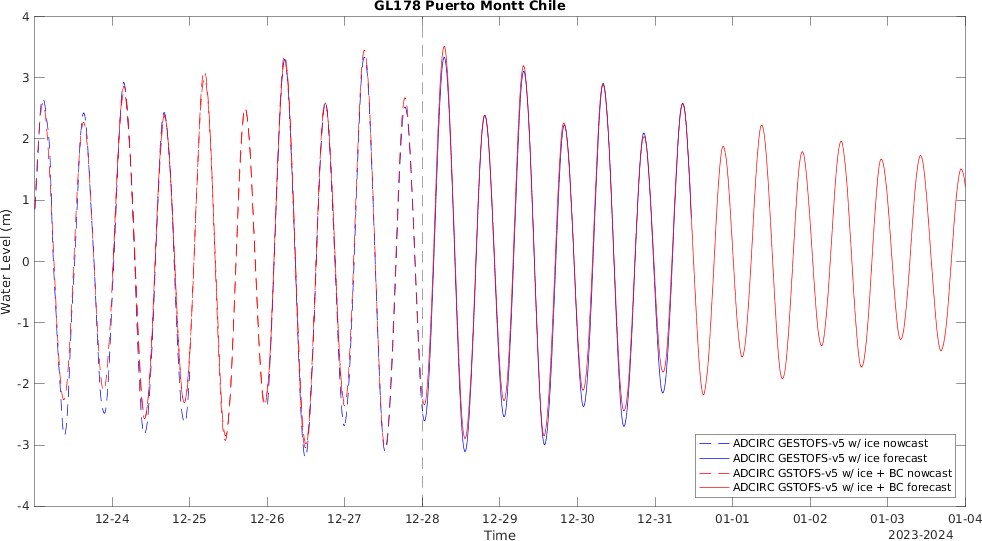 GL178 Puerto Montt Chile
4
3
2
1
0
-1
-2
-3
-4
Water Level (m)
ADCIRC GESTOFS-v5 w/ ice nowcast
ADCIRC GESTOFS-v5 w/ ice forecast
ADCIRC GSTOFS-v5 w/ ice + BC nowcast
ADCIRC GSTOFS-v5 w/ ice + BC forecast
12-24 12-25 12-26 12-27 12-28 12-29 12-30 12-31 01-01 01-02 01-03 01-04
Time
2023-2024